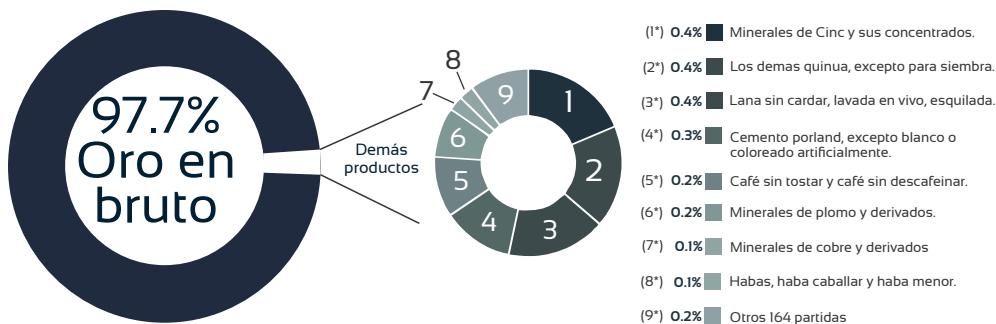 97.7%
Oro en
bruto
Demás
productos
1
2
3
4
5
6
7
8
9
(1*) 0.4% Minerales de Cinc y sus concentrados.
(2*) 0.4% Los demas quinua, excepto para siembra.
(3*) 0.4% Lana sin cardar, lavada en vivo, esquilada.
(4*) 0.3% Cemento porland, excepto blanco o
coloreado artificialmente.
(5*) 0.2% Café sin tostar y café sin descafeinar.
(6*) 0.2% Minerales de plomo y derivados.
(7*) 0.1% Minerales de cobre y derivados
(8*) 0.1% Habas, haba caballar y haba menor.
(9*) 0.2% Otros 164 partidas